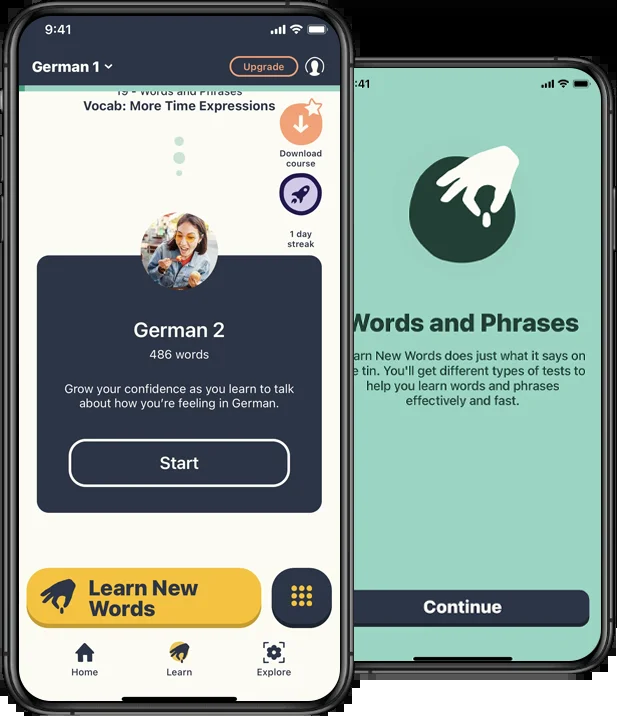 9:41
German 1
Upgrade
19 - Words and Phrases
Vocab: More Time Expressions
Download
course
1 day
streak
German 2
486 words
Grow your confidence as you learn to talk
about how you're feeling in German.
Start
Learn New
Words
Home
Learn
Explore
:41
Words and Phrases
arn New Words does just what it says on
e tin. You'll get different types of tests to
help you learn words and phrases
effectively and fast.
Continue